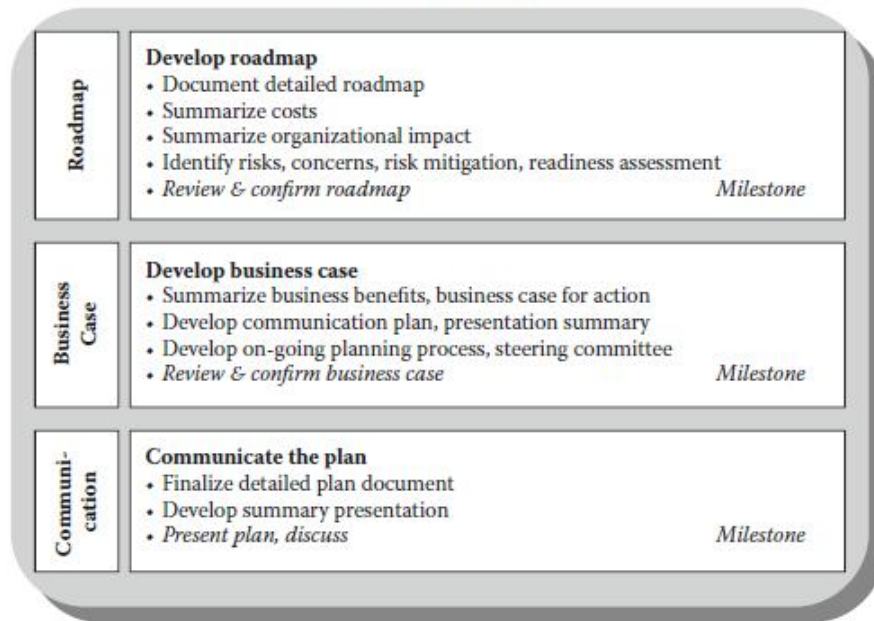 Roadmap
Develop roadmap
• Document detailed roadmap
• Summarize costs
• Summarize organizational impact
• Identify risks, concerns, risk mitigation, readiness assessment
• Review & confirm roadmap Milestone
Business
Case
Develop business case
• Summarize business benefits, business case for action
• Develop communication plan, presentation summary
• Develop on-going planning process, steering committee
• Review & confirm business case Milestone
Communi-
cation
Communicate the plan
• Finalize detailed plan document
• Develop summary presentation
• Present plan, discuss Milestone